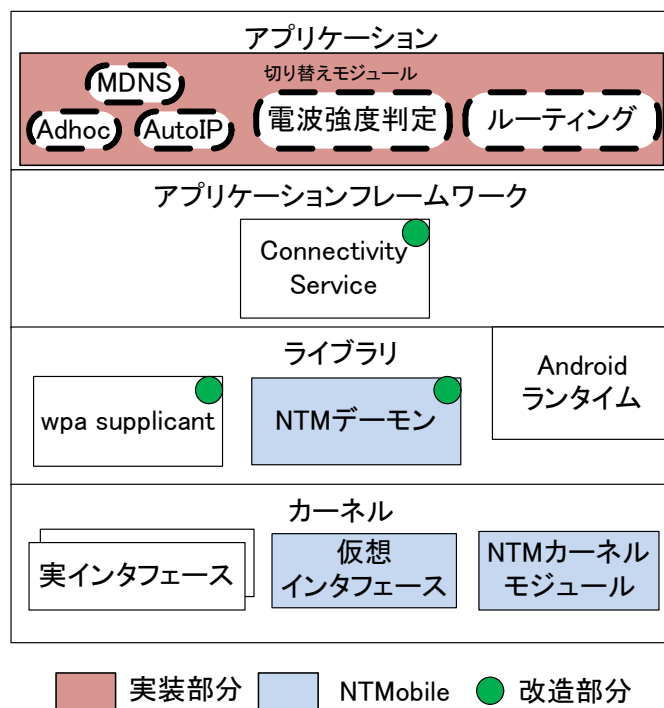 アプリケーション
切り替えモジュール
MDNS
Adhoc
AutoIP
電波強度判定
ルーティング
アプリケーションフレームワーク
Connectivity
Service
ライブラリ
wpa supplicant
NTMデーモン
Android
ランタイム
カーネル
実インタフェース
仮想
インタフェース
NTMカーネル
モジュール
実装部分
NTMobile
改造部分